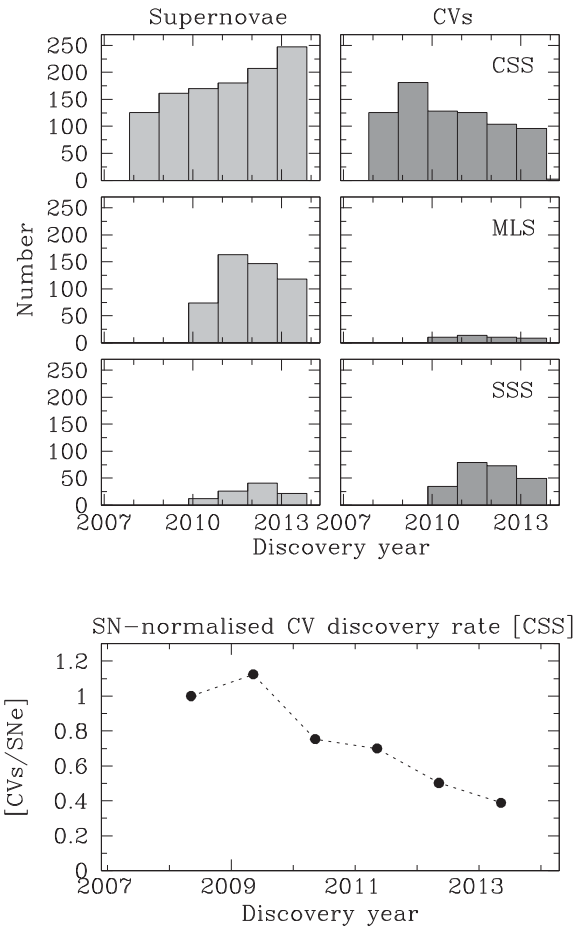 Supernovae CVs
250
200
150
100
50
0
CSS
250
200
150
100
50
0
MLS
Number
250
200
150
100
50
0
SSS
2007 2010 2013 2007 2010 2013
Discovery year
SN-normalised CV discovery rate [CSS]
1.2
1
0.8
0.6
0.4
0.2
0
[CVs/SNe]
2007 2009 2011 2013
Discovery year